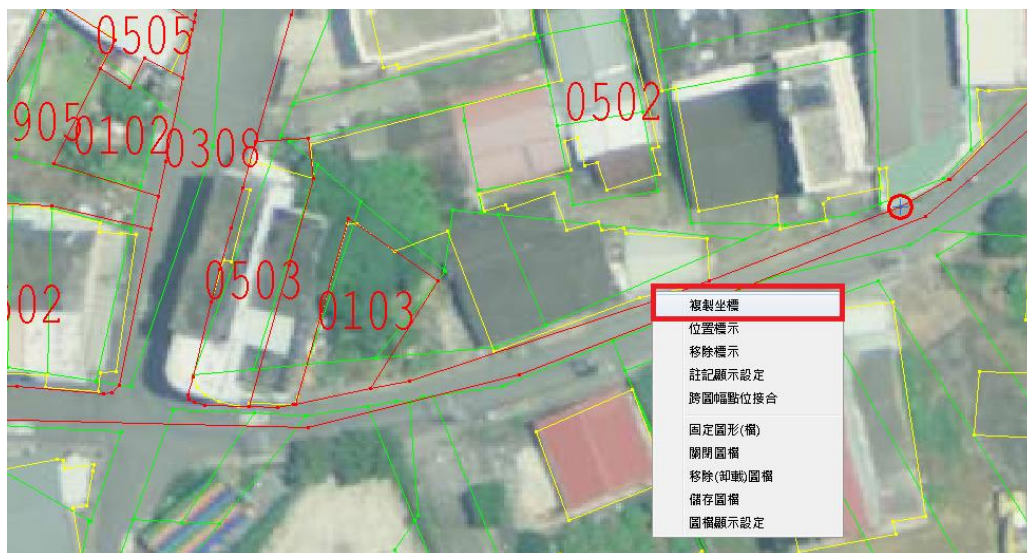 0505
0502
905
0102
0308
0503
0103
02
複製坐標
位置標示
移除標示
註記顯示設定
跨圖幅點位接合
固定圖形(檔)
關閉圖檔
移除(卸載)圖檔
儲存圖檔
圖檔顯示設定